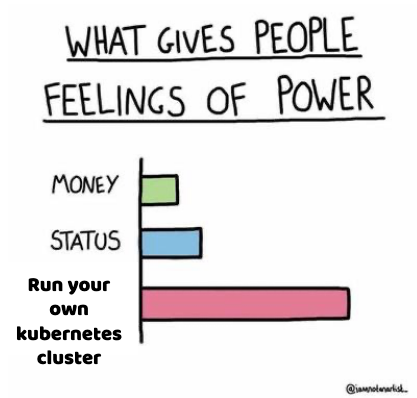 WHAT GIVES PEOPLE
FEELINGS OF POWER
MONEY
STATUS
Run your
own
kubernetes
cluster
@iamnotanartist_